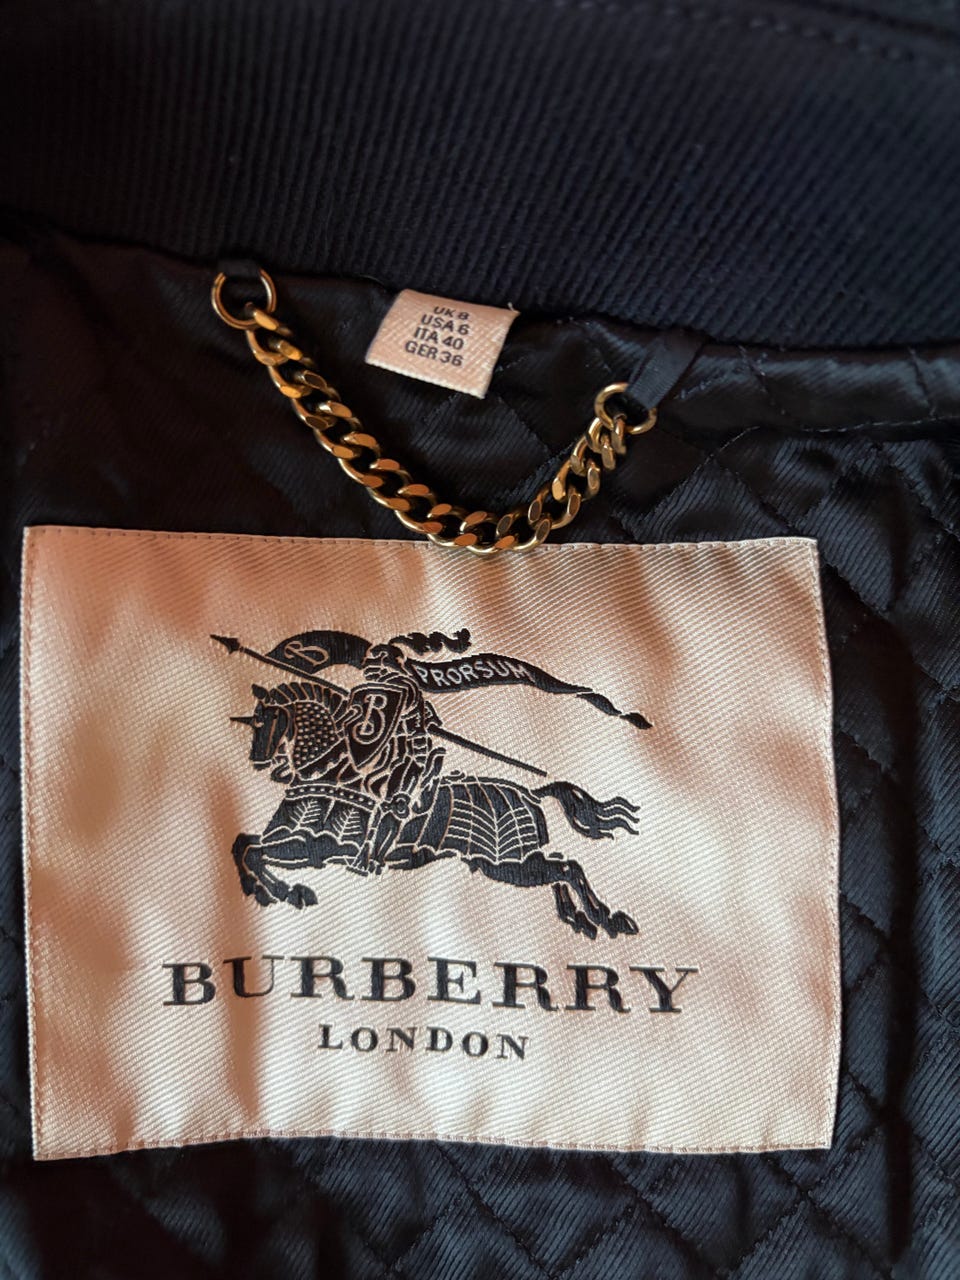 UK 8
USA 6
ITA 40
GER 36
B
PRORSUM
B
BURBERRY
LONDON